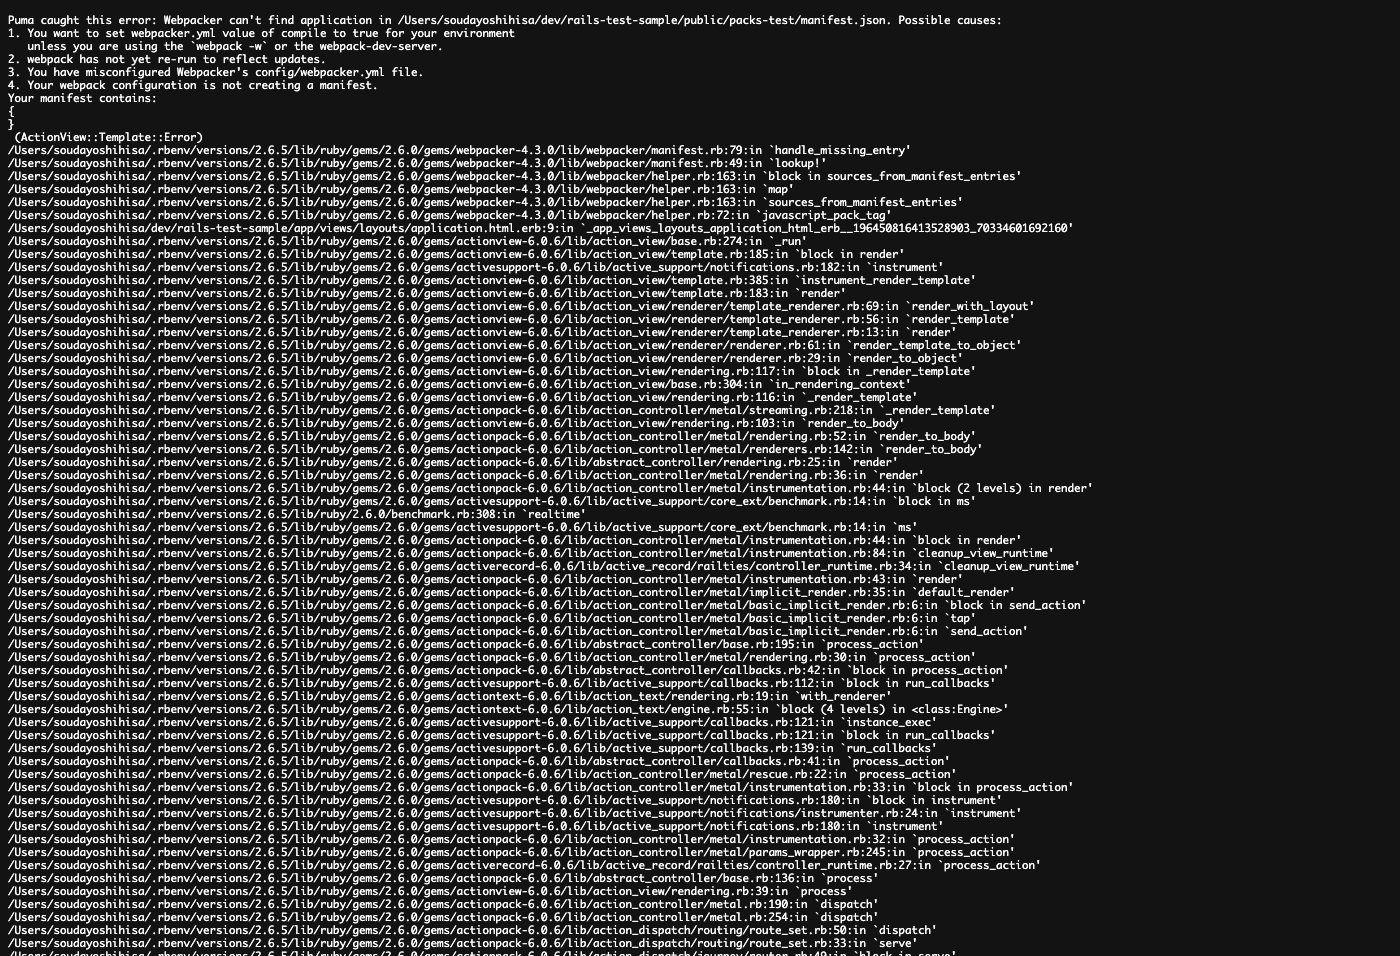 Puma caught this error: Webpacker can't find application in /Users/soudayoshihisa/dev/rails-test-sample/public/packs-test/manifest.json. Possible causes:
1. You want to set webpacker.yml value of compile to true for your environment
   unless you are using the `webpack -w` or the webpack-dev-server.
2. webpack has not yet re-run to reflect updates.
3. You have misconfigured Webpacker's config/webpacker.yml file.
4. Your webpack configuration is not creating a manifest.
Your manifest contains:
{
}
 (ActionView::Template::Error)
/Users/soudayoshihisa/.rbenv/versions/2.6.5/lib/ruby/gems/2.6.0/gems/webpacker-4.3.0/lib/webpacker/manifest.rb:79:in `handle_missing_entry'
/Users/soudayoshihisa/.rbenv/versions/2.6.5/lib/ruby/gems/2.6.0/gems/webpacker-4.3.0/lib/webpacker/manifest.rb:49:in `lookup!'
/Users/soudayoshihisa/.rbenv/versions/2.6.5/lib/ruby/gems/2.6.0/gems/webpacker-4.3.0/lib/webpacker/helper.rb:163:in `block in sources_from_manifest_entries'
/Users/soudayoshihisa/.rbenv/versions/2.6.5/lib/ruby/gems/2.6.0/gems/webpacker-4.3.0/lib/webpacker/helper.rb:163:in `map'
/Users/soudayoshihisa/.rbenv/versions/2.6.5/lib/ruby/gems/2.6.0/gems/webpacker-4.3.0/lib/webpacker/helper.rb:163:in `sources_from_manifest_entries'
/Users/soudayoshihisa/.rbenv/versions/2.6.5/lib/ruby/gems/2.6.0/gems/webpacker-4.3.0/lib/webpacker/helper.rb:72:in `javascript_pack_tag'
/Users/soudayoshihisa/dev/rails-test-sample/app/views/layouts/application.html.erb:9:in `_app_views_layouts_application_html_erb__196450816413528903_70334601692160'
/Users/soudayoshihisa/.rbenv/versions/2.6.5/lib/ruby/gems/2.6.0/gems/actionview-6.0.6/lib/action_view/base.rb:274:in `_run'
/Users/soudayoshihisa/.rbenv/versions/2.6.5/lib/ruby/gems/2.6.0/gems/actionview-6.0.6/lib/action_view/template.rb:185:in `block in render'
/Users/soudayoshihisa/.rbenv/versions/2.6.5/lib/ruby/gems/2.6.0/gems/activesupport-6.0.6/lib/active_support/notifications.rb:182:in `instrument'
/Users/soudayoshihisa/.rbenv/versions/2.6.5/lib/ruby/gems/2.6.0/gems/actionview-6.0.6/lib/action_view/template.rb:385:in `instrument_render_template'
/Users/soudayoshihisa/.rbenv/versions/2.6.5/lib/ruby/gems/2.6.0/gems/actionview-6.0.6/lib/action_view/template.rb:183:in `render'
/Users/soudayoshihisa/.rbenv/versions/2.6.5/lib/ruby/gems/2.6.0/gems/actionview-6.0.6/lib/action_view/renderer/template_renderer.rb:69:in `render_with_layout'
/Users/soudayoshihisa/.rbenv/versions/2.6.5/lib/ruby/gems/2.6.0/gems/actionview-6.0.6/lib/action_view/renderer/template_renderer.rb:56:in `render_template'
/Users/soudayoshihisa/.rbenv/versions/2.6.5/lib/ruby/gems/2.6.0/gems/actionview-6.0.6/lib/action_view/renderer/template_renderer.rb:13:in `render'
/Users/soudayoshihisa/.rbenv/versions/2.6.5/lib/ruby/gems/2.6.0/gems/actionview-6.0.6/lib/action_view/renderer/renderer.rb:61:in `render_template_to_object'
/Users/soudayoshihisa/.rbenv/versions/2.6.5/lib/ruby/gems/2.6.0/gems/actionview-6.0.6/lib/action_view/renderer/renderer.rb:29:in `render_to_object'
/Users/soudayoshihisa/.rbenv/versions/2.6.5/lib/ruby/gems/2.6.0/gems/actionview-6.0.6/lib/action_view/rendering.rb:117:in `block in _render_template'
/Users/soudayoshihisa/.rbenv/versions/2.6.5/lib/ruby/gems/2.6.0/gems/actionview-6.0.6/lib/action_view/base.rb:304:in `in_rendering_context'
/Users/soudayoshihisa/.rbenv/versions/2.6.5/lib/ruby/gems/2.6.0/gems/actionview-6.0.6/lib/action_view/rendering.rb:116:in `_render_template'
/Users/soudayoshihisa/.rbenv/versions/2.6.5/lib/ruby/gems/2.6.0/gems/actionpack-6.0.6/lib/action_controller/metal/streaming.rb:218:in `_render_template'
/Users/soudayoshihisa/.rbenv/versions/2.6.5/lib/ruby/gems/2.6.0/gems/actionview-6.0.6/lib/action_view/rendering.rb:103:in `render_to_body'
/Users/soudayoshihisa/.rbenv/versions/2.6.5/lib/ruby/gems/2.6.0/gems/actionpack-6.0.6/lib/action_controller/metal/rendering.rb:52:in `render_to_body'
/Users/soudayoshihisa/.rbenv/versions/2.6.5/lib/ruby/gems/2.6.0/gems/actionpack-6.0.6/lib/action_controller/metal/renderers.rb:142:in `render_to_body'
/Users/soudayoshihisa/.rbenv/versions/2.6.5/lib/ruby/gems/2.6.0/gems/actionpack-6.0.6/lib/abstract_controller/rendering.rb:25:in `render'
/Users/soudayoshihisa/.rbenv/versions/2.6.5/lib/ruby/gems/2.6.0/gems/actionpack-6.0.6/lib/action_controller/metal/rendering.rb:36:in `render'
/Users/soudayoshihisa/.rbenv/versions/2.6.5/lib/ruby/gems/2.6.0/gems/actionpack-6.0.6/lib/action_controller/metal/instrumentation.rb:44:in `block (2 levels) in render'
/Users/soudayoshihisa/.rbenv/versions/2.6.5/lib/ruby/gems/2.6.0/gems/activesupport-6.0.6/lib/active_support/core_ext/benchmark.rb:14:in `block in ms'
/Users/soudayoshihisa/.rbenv/versions/2.6.5/lib/ruby/2.6.0/benchmark.rb:308:in `realtime'
/Users/soudayoshihisa/.rbenv/versions/2.6.5/lib/ruby/gems/2.6.0/gems/activesupport-6.0.6/lib/active_support/core_ext/benchmark.rb:14:in `ms'
/Users/soudayoshihisa/.rbenv/versions/2.6.5/lib/ruby/gems/2.6.0/gems/actionpack-6.0.6/lib/action_controller/metal/instrumentation.rb:44:in `block in render'
/Users/soudayoshihisa/.rbenv/versions/2.6.5/lib/ruby/gems/2.6.0/gems/actionpack-6.0.6/lib/action_controller/metal/instrumentation.rb:84:in `cleanup_view_runtime'
/Users/soudayoshihisa/.rbenv/versions/2.6.5/lib/ruby/gems/2.6.0/gems/activerecord-6.0.6/lib/active_record/railties/controller_runtime.rb:34:in `cleanup_view_runtime'
/Users/soudayoshihisa/.rbenv/versions/2.6.5/lib/ruby/gems/2.6.0/gems/actionpack-6.0.6/lib/action_controller/metal/instrumentation.rb:43:in `render'
/Users/soudayoshihisa/.rbenv/versions/2.6.5/lib/ruby/gems/2.6.0/gems/actionpack-6.0.6/lib/action_controller/metal/implicit_render.rb:35:in `default_render'
/Users/soudayoshihisa/.rbenv/versions/2.6.5/lib/ruby/gems/2.6.0/gems/actionpack-6.0.6/lib/action_controller/metal/basic_implicit_render.rb:6:in `block in send_action'
/Users/soudayoshihisa/.rbenv/versions/2.6.5/lib/ruby/gems/2.6.0/gems/actionpack-6.0.6/lib/action_controller/metal/basic_implicit_render.rb:6:in `tap'
/Users/soudayoshihisa/.rbenv/versions/2.6.5/lib/ruby/gems/2.6.0/gems/actionpack-6.0.6/lib/action_controller/metal/basic_implicit_render.rb:6:in `send_action'
/Users/soudayoshihisa/.rbenv/versions/2.6.5/lib/ruby/gems/2.6.0/gems/actionpack-6.0.6/lib/abstract_controller/base.rb:195:in `process_action'
/Users/soudayoshihisa/.rbenv/versions/2.6.5/lib/ruby/gems/2.6.0/gems/actionpack-6.0.6/lib/action_controller/metal/rendering.rb:30:in `process_action'
/Users/soudayoshihisa/.rbenv/versions/2.6.5/lib/ruby/gems/2.6.0/gems/actionpack-6.0.6/lib/abstract_controller/callbacks.rb:42:in `block in process_action'
/Users/soudayoshihisa/.rbenv/versions/2.6.5/lib/ruby/gems/2.6.0/gems/activesupport-6.0.6/lib/active_support/callbacks.rb:112:in `block in run_callbacks'
/Users/soudayoshihisa/.rbenv/versions/2.6.5/lib/ruby/gems/2.6.0/gems/actiontext-6.0.6/lib/action_text/rendering.rb:19:in `with_renderer'
/Users/soudayoshihisa/.rbenv/versions/2.6.5/lib/ruby/gems/2.6.0/gems/actiontext-6.0.6/lib/action_text/engine.rb:55:in `block (4 levels) in <class:Engine>'
/Users/soudayoshihisa/.rbenv/versions/2.6.5/lib/ruby/gems/2.6.0/gems/activesupport-6.0.6/lib/active_support/callbacks.rb:121:in `instance_exec'
/Users/soudayoshihisa/.rbenv/versions/2.6.5/lib/ruby/gems/2.6.0/gems/activesupport-6.0.6/lib/active_support/callbacks.rb:121:in `block in run_callbacks'
/Users/soudayoshihisa/.rbenv/versions/2.6.5/lib/ruby/gems/2.6.0/gems/activesupport-6.0.6/lib/active_support/callbacks.rb:139:in `run_callbacks'
/Users/soudayoshihisa/.rbenv/versions/2.6.5/lib/ruby/gems/2.6.0/gems/actionpack-6.0.6/lib/abstract_controller/callbacks.rb:41:in `process_action'
/Users/soudayoshihisa/.rbenv/versions/2.6.5/lib/ruby/gems/2.6.0/gems/actionpack-6.0.6/lib/action_controller/metal/rescue.rb:22:in `process_action'
/Users/soudayoshihisa/.rbenv/versions/2.6.5/lib/ruby/gems/2.6.0/gems/actionpack-6.0.6/lib/action_controller/metal/instrumentation.rb:33:in `block in process_action'
/Users/soudayoshihisa/.rbenv/versions/2.6.5/lib/ruby/gems/2.6.0/gems/activesupport-6.0.6/lib/active_support/notifications.rb:180:in `block in instrument'
/Users/soudayoshihisa/.rbenv/versions/2.6.5/lib/ruby/gems/2.6.0/gems/activesupport-6.0.6/lib/active_support/notifications/instrumenter.rb:24:in `instrument'
/Users/soudayoshihisa/.rbenv/versions/2.6.5/lib/ruby/gems/2.6.0/gems/activesupport-6.0.6/lib/active_support/notifications.rb:180:in `instrument'
/Users/soudayoshihisa/.rbenv/versions/2.6.5/lib/ruby/gems/2.6.0/gems/actionpack-6.0.6/lib/action_controller/metal/instrumentation.rb:32:in `process_action'
/Users/soudayoshihisa/.rbenv/versions/2.6.5/lib/ruby/gems/2.6.0/gems/actionpack-6.0.6/lib/action_controller/metal/params_wrapper.rb:245:in `process_action'
/Users/soudayoshihisa/.rbenv/versions/2.6.5/lib/ruby/gems/2.6.0/gems/activerecord-6.0.6/lib/active_record/railties/controller_runtime.rb:27:in `process_action'
/Users/soudayoshihisa/.rbenv/versions/2.6.5/lib/ruby/gems/2.6.0/gems/actionpack-6.0.6/lib/abstract_controller/base.rb:136:in `process'
/Users/soudayoshihisa/.rbenv/versions/2.6.5/lib/ruby/gems/2.6.0/gems/actionview-6.0.6/lib/action_view/rendering.rb:39:in `process'
/Users/soudayoshihisa/.rbenv/versions/2.6.5/lib/ruby/gems/2.6.0/gems/actionpack-6.0.6/lib/action_controller/metal.rb:190:in `dispatch'
/Users/soudayoshihisa/.rbenv/versions/2.6.5/lib/ruby/gems/2.6.0/gems/actionpack-6.0.6/lib/action_controller/metal.rb:254:in `dispatch'
/Users/soudayoshihisa/.rbenv/versions/2.6.5/lib/ruby/gems/2.6.0/gems/actionpack-6.0.6/lib/action_dispatch/routing/route_set.rb:50:in `dispatch'
/Users/soudayoshihisa/.rbenv/versions/2.6.5/lib/ruby/gems/2.6.0/gems/actionpack-6.0.6/lib/action_dispatch/routing/route_set.rb:33:in `serve'
/Users/soudayoshihisa/.rbenv/versions/2.6.5/lib/ruby/gems/2.6.0/gems/actionpack-6.0.6/lib/action_dispatch/journey/router.rb:49:in `block in serve'